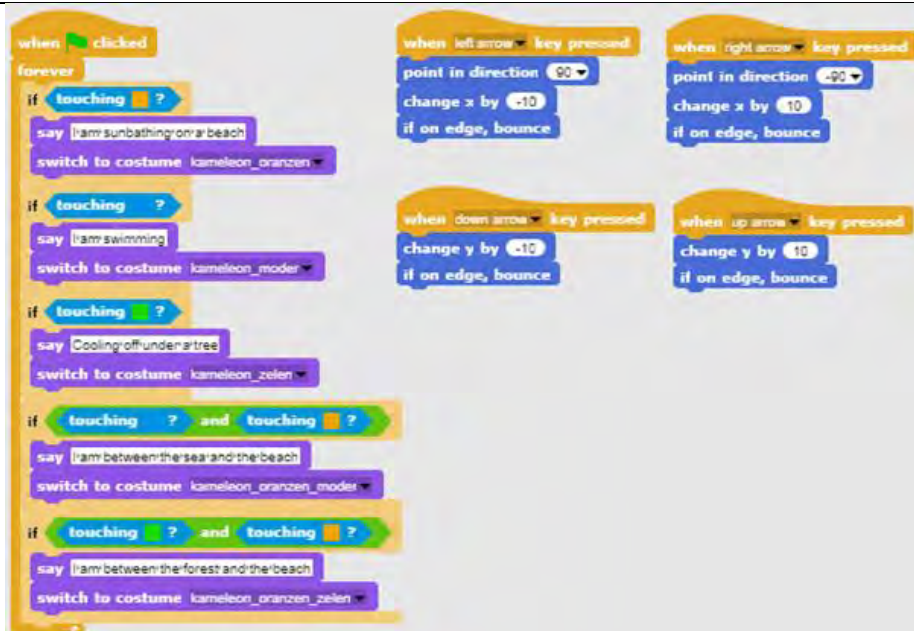 when clicked
forever
if touching ?
say I am sunbathing on a beach
switch to costume kameleon_oranzen
if touching ?
say I am swimming
switch to costume kameleon_moder
if touching ?
say Cooling off under a tree
switch to costume kameleon_zelen
if touching ? and touching ?
say I am between the sea and the beach
switch to costume kameleon_oranzen_moder
if touching ? and touching ?
say I am between the forest and the beach
switch to costume kameleon_oranzen_zelen
when left arrow key pressed
point in direction 90
change x by -10
if on edge, bounce
when right arrow key pressed
point in direction -90
change x by 10
if on edge, bounce
when down arrow key pressed
change y by -10
if on edge, bounce
when up arrow key pressed
change y by 10
if on edge, bounce